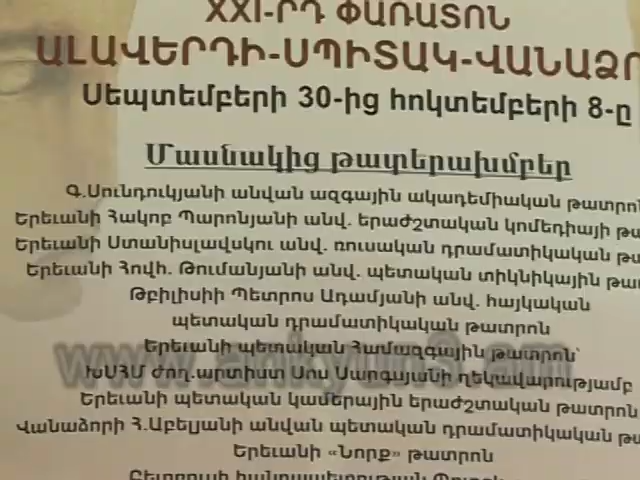 XXI-ՐԴ ՓԱՌԱՏՈՆ
ԱԼԱՎԵՐԴԻ-ՍՊԻՏԱԿ-ՎԱՆԱՁՈՐ
Սեպտեմբերի 30-ից հոկտեմբերի 8-ը
Մասնակից թատերախմբեր
Գ.Սունդուկյանի անվան ազգային ակադեմիական թատրոն
Երեւանի Հակոբ Պարոնյանի անվ. երաժշտական կոմեդիայի
Երեւանի Ստանիսլավսկու անվ. ռուսական դրամատիկական
Երեւանի Հովհ. Թումանյանի անվ. պետական տիկնիկային
Թբիլիսիի Պետրոս Ադամյանի անվ. հայկական
պետական դրամատիկական թատրոն
Երեւանի պետական Համազգային թատրոն՝
ԽՍՀՄ ժող.արտիստ Սոս Սարգսյանի ղեկավարությամբ
Երեւանի պետական կամերային երաժշտական թատրոն
Վանաձորի Հ.Աբելյանի անվան պետական դրամատիկական
Երեւանի «Նորք» թատրոն